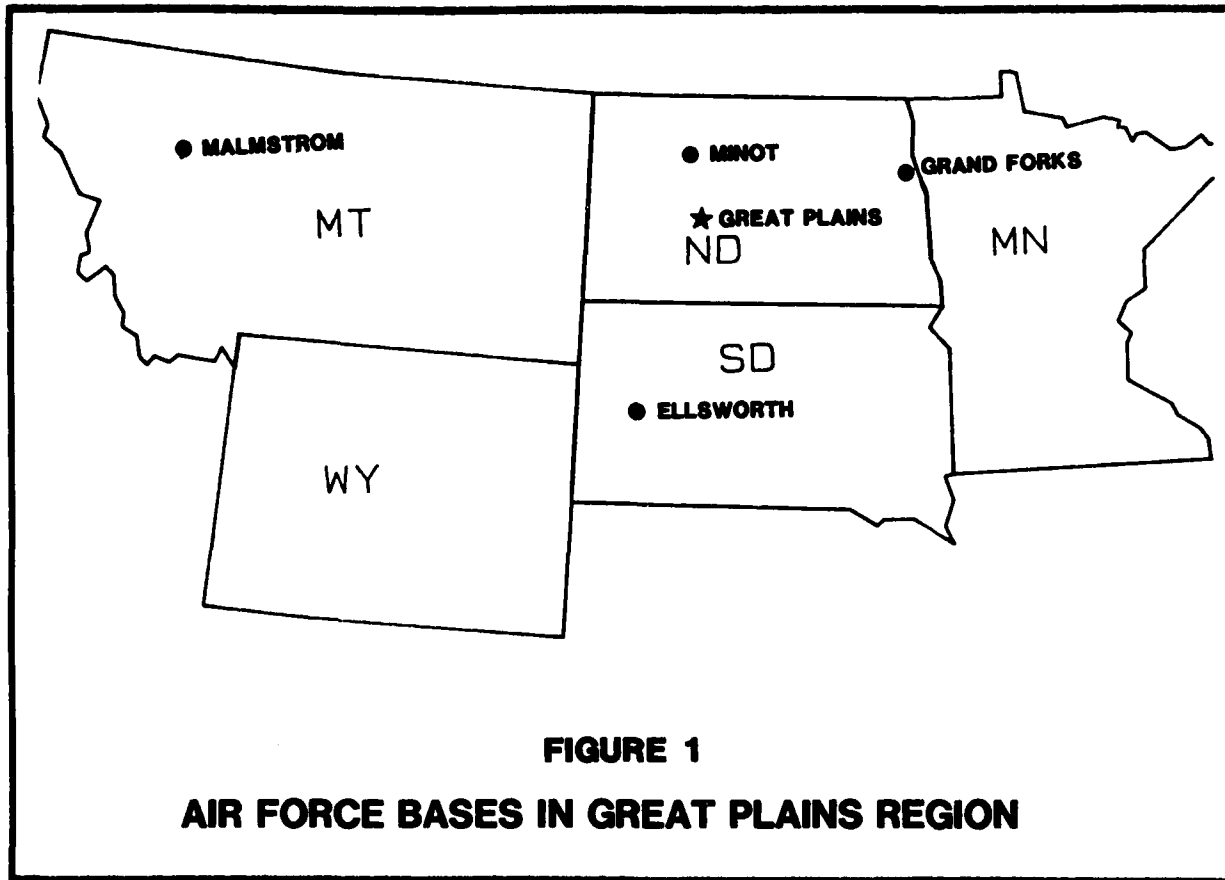 MALMSTROM
MINOT
GRAND FORKS
GREAT PLAINS
MT
ND
MN
SD
ELLSWORTH
WY
FIGURE 1
AIR FORCE BASES IN GREAT PLAINS REGION